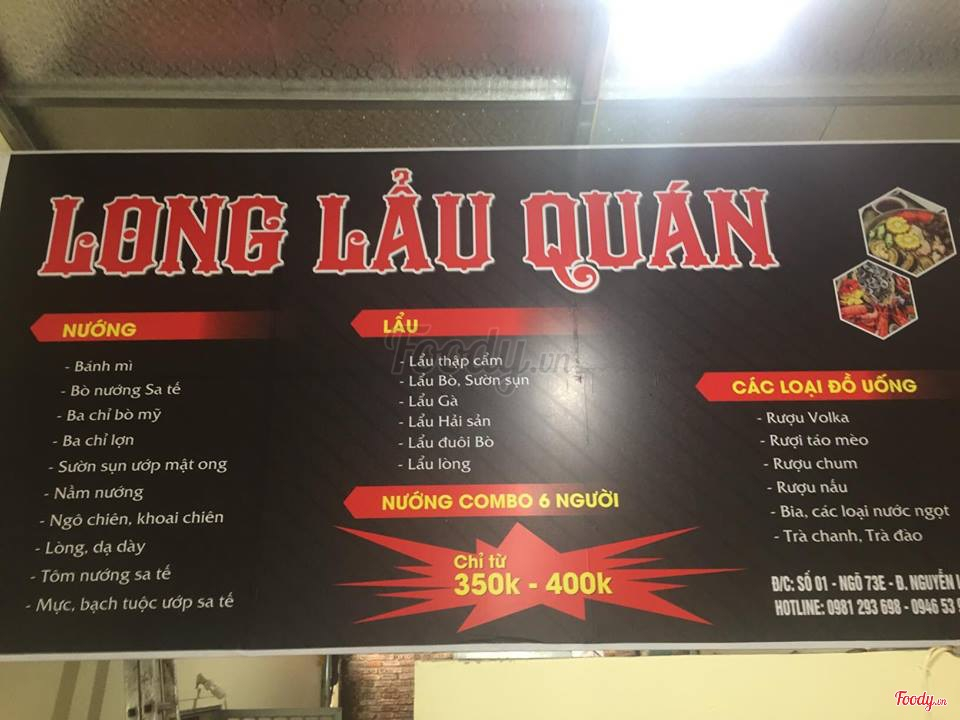 LONG LẨU QUÁN
NƯỚNG
- Bánh mì
- Bò nướng Sa tế
- Ba chỉ bò mỹ
- Ba chỉ lợn
- Sườn sụn ướp mật ong
- Nầm nướng
- Ngô chiên, khoai chiên
- Lòng, dạ dày
- Tôm nướng sa tế
- Mực, bạch tuộc ướp sa tế
LẨU
- Lẩu thập cẩm
- Lẩu Bò, Sườn sụn
- Lẩu Gà
- Lẩu Hải sản
- Lẩu đuôi Bò
- Lẩu lòng
NƯỚNG COMBO 6 NGƯỜI
Chỉ từ
350k - 400k
CÁC LOẠI ĐỒ UỐNG
- Rượu Volka
- Rượi táo mèo
- Rượu chum
- Rượu nấu
- Bia, các loại nước ngọt
- Trà chanh, Trà đào
Đ/C: SỐ 01 - NGÕ 73E - Đ. NGUYỄN
HOTLINE: 0981 293 698 - 0946 53
Foody.vn
Foody.vn